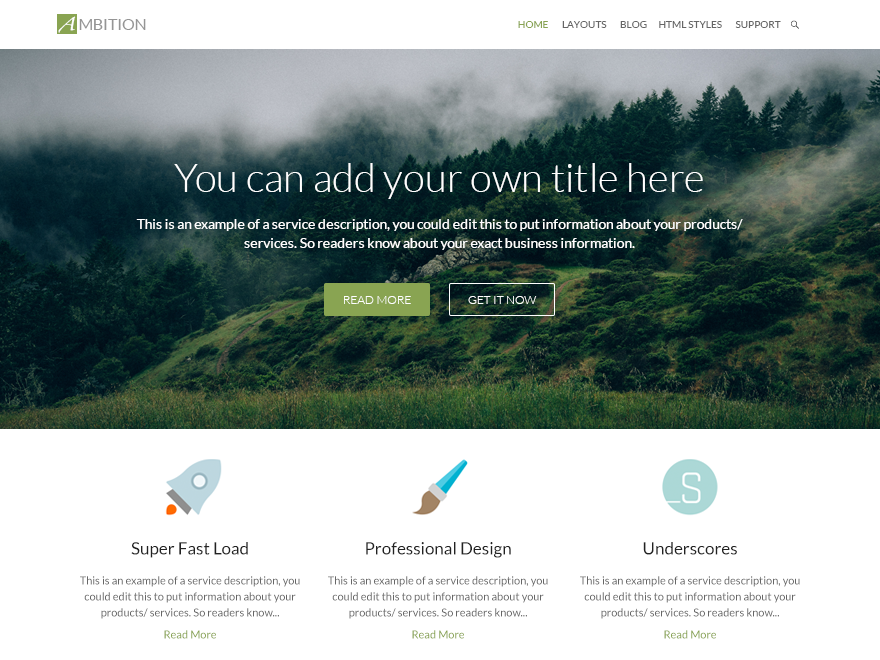 AMBITION
HOME LAYOUTS BLOG HTML STYLES SUPPORT
You can add your own title here
This is an example of a service description, you could edit this to put information about your products/
services. So readers know about your exact business information.
READ MORE GET IT NOW
_S
Super Fast Load
This is an example of a service description, you
could edit this to put information about your
products/ services. So readers know...
Read More
Professional Design
This is an example of a service description, you
could edit this to put information about your
products/ services. So readers know...
Read More
Underscores
This is an example of a service description, you
could edit this to put information about your
products/ services. So readers know...
Read More